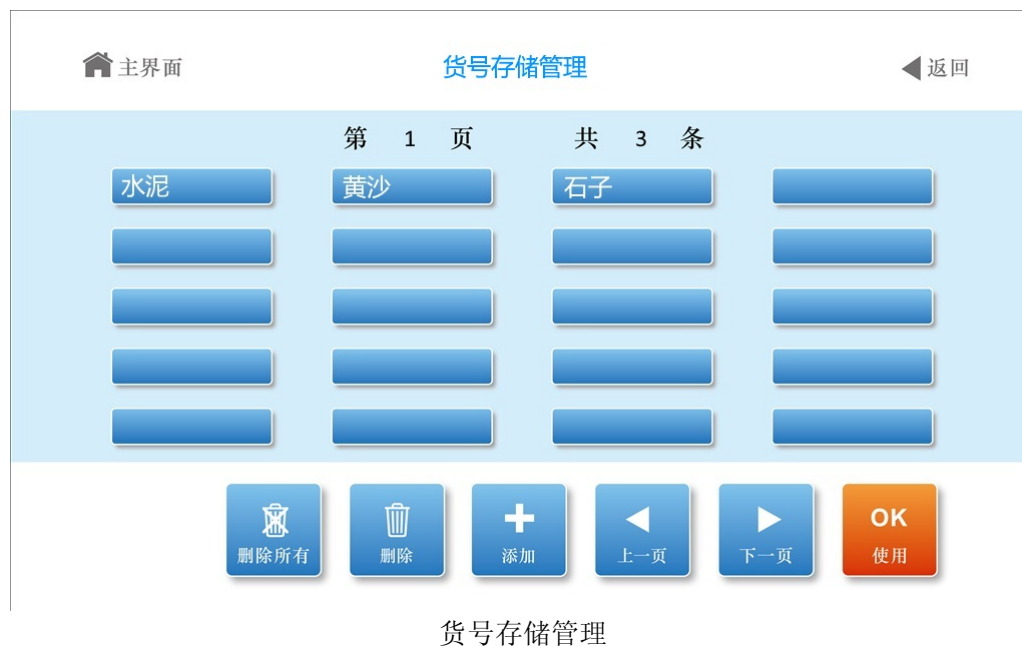 主界面 货号存储管理 返回
第 1 页 共 3 条
水泥 黄沙 石子
OK
删除所有 删除 添加 上一页 下一页 使用
货号存储管理